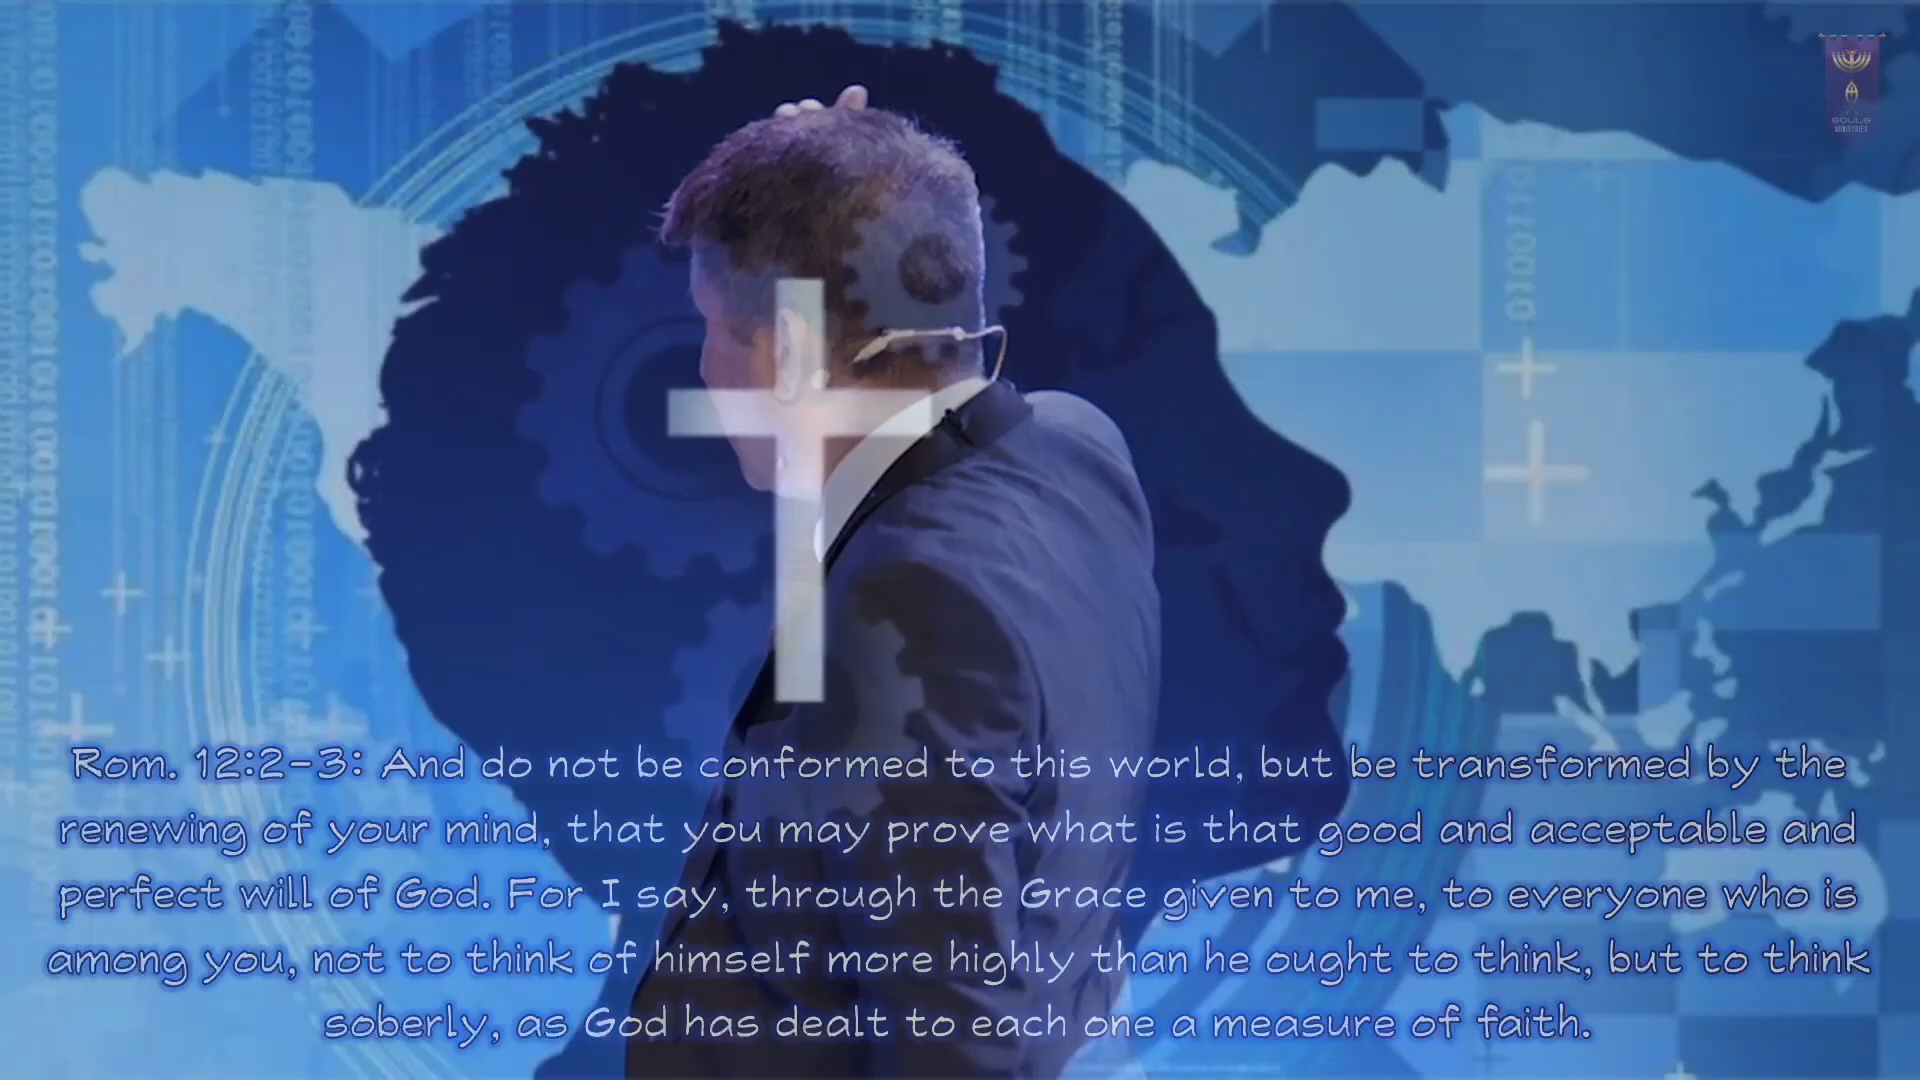 SOULS
MINISTRIES
Rom. 12:2-3: And do not be conformed to this world, but be transformed by the
renewing of your mind, that you may prove what is that good and acceptable and
perfect will of God. For I say, through the Grace given to me, to everyone who is
among you, not to think of himself more highly than he ought to think, but to think
soberly, as God has dealt to each one a measure of faith.